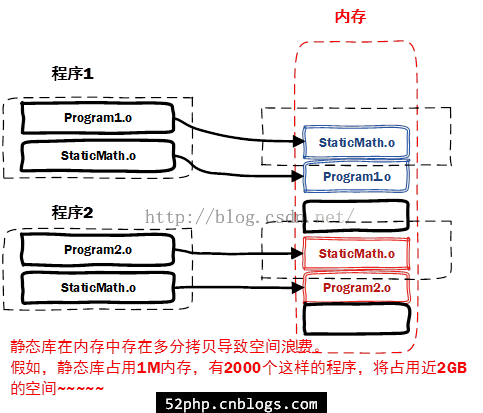 内存
程序1
Program1.o
StaticMath.o
StaticMath.o
Program1.o
程序2
http://blog.csdn.net/
Program2.o
StaticMath.o
StaticMath.o
Program2.o
静态库在内存中存在多分拷贝导致空间浪费。
假如，静态库占用1M内存，有2000个这样的程序，将占用近2GB
的空间~~~~~
52php.cnblogs.com